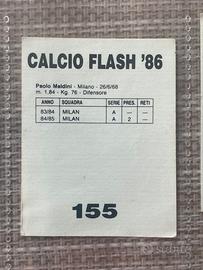 CALCIO FLASH '86
Paolo Maldini - Milano - 26/6/68
m. 1,84 - Kg. 76 - Difensore
ANNO SQUADRA SERIE PRES. RETI
83/84 MILAN A — —
84/85 MILAN A 2 —
155